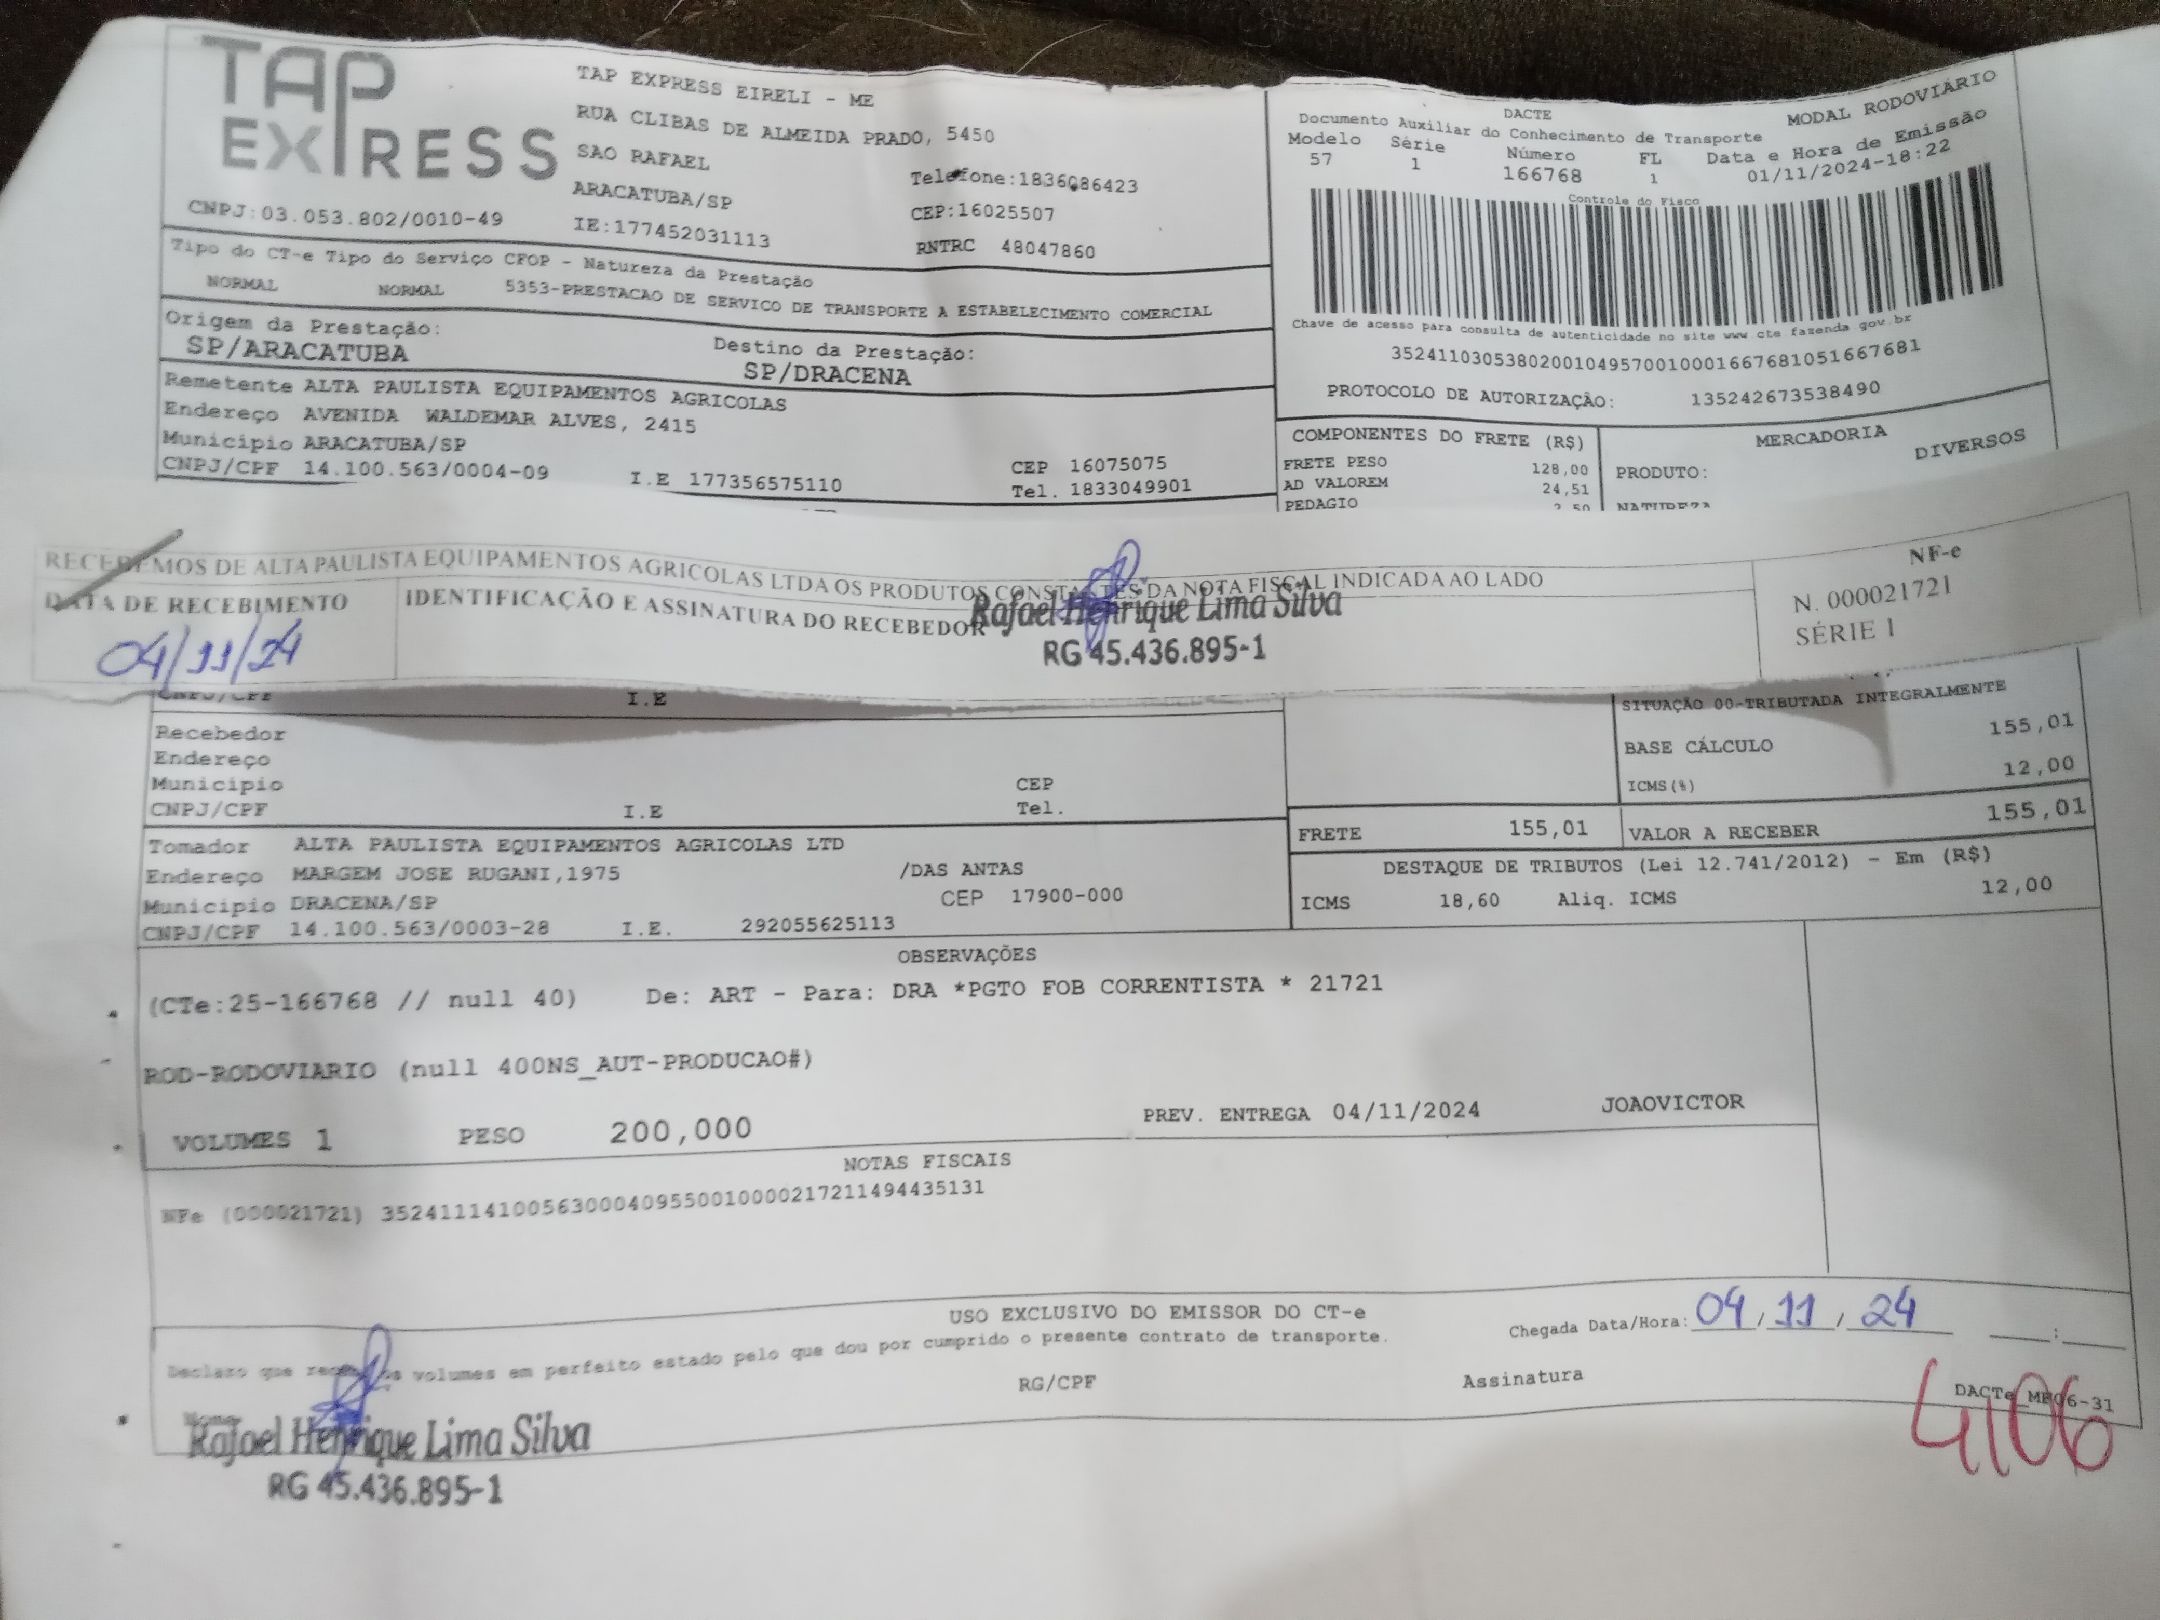 TAP EXPRESS
TAP EXPRESS EIRELI - ME
RUA CLIBAS DE ALMEIDA PRADO, 5450
SAO RAFAEL
Telefone:1836086423
ARACATUBA/SP
CEP:16025507
CNPJ:03.053.802/0010-49
IE:177452031113
RNTRC 48047860
DACTE
MODAL RODOVIÁRIO
Documento Auxiliar do Conhecimento de Transporte
Modelo Série Número FL Data e Hora de Emissão
57 1 166768 1 01/11/2024-18:22
Controle do Fisco
Chave de acesso para consulta de autenticidade no site www cte fazenda gov.br
35241103053802001049570010001667681051667681
PROTOCOLO DE AUTORIZAÇÃO: 135242673538490
Tipo do CT-e Tipo do Serviço CFOP - Natureza da Prestação
NORMAL NORMAL 5353-PRESTACAO DE SERVICO DE TRANSPORTE A ESTABELECIMENTO COMERCIAL
Origem da Prestação:
SP/ARACATUBA
Destino da Prestação:
SP/DRACENA
Remetente ALTA PAULISTA EQUIPAMENTOS AGRICOLAS
Endereço AVENIDA WALDEMAR ALVES, 2415
Município ARACATUBA/SP
CEP 16075075
CNPJ/CPF 14.100.563/0004-09 I.E 177356575110 Tel. 1833049901
COMPONENTES DO FRETE (R$)
FRETE PESO 128,00
AD VALOREM 24,51
PEDAGIO 2,50
MERCADORIA
PRODUTO: DIVERSOS
NATUREZA
RECEBEMOS DE ALTA PAULISTA EQUIPAMENTOS AGRICOLAS LTDA OS PRODUTOS CONSTANTES DA NOTA FISCAL INDICADA AO LADO
DATA DE RECEBIMENTO
04/11/24
IDENTIFICAÇÃO E ASSINATURA DO RECEBEDOR
Rafael Henrique Lima Silva
RG 45.436.895-1
NF-e
N. 000021721
SÉRIE 1
CNPJ/CPF I.E
SITUAÇÃO 00-TRIBUTADA INTEGRALMENTE
BASE CÁLCULO 155,01
ICMS(%) 12,00
Recebedor
Endereço
Município CEP
CNPJ/CPF I.E Tel.
FRETE 155,01 VALOR A RECEBER 155,01
Tomador ALTA PAULISTA EQUIPAMENTOS AGRICOLAS LTD
Endereço MARGEM JOSE RUGANI,1975 /DAS ANTAS
Município DRACENA/SP CEP 17900-000
CNPJ/CPF 14.100.563/0003-28 I.E. 292055625113
DESTAQUE DE TRIBUTOS (Lei 12.741/2012) - Em (R$)
ICMS 18,60 Aliq. ICMS 12,00
OBSERVAÇÕES
(CTe:25-166768 // null 40) De: ART - Para: DRA *PGTO FOB CORRENTISTA * 21721
ROD-RODOVIARIO (null 400NS_AUT-PRODUCAO#)
VOLUMES 1 PESO 200,000 PREV. ENTREGA 04/11/2024 JOAOVICTOR
NOTAS FISCAIS
NFe (000021721) 35241114100563000409550010000217211494435131
USO EXCLUSIVO DO EMISSOR DO CT-e
Declaro que recebi os volumes em perfeito estado pelo que dou por cumprido o presente contrato de transporte.
Chegada Data/Hora: 04/11/24 :
Nome
RG/CPF
Assinatura
DACTe_MF06-31
Rafael Henrique Lima Silva
RG 45.436.895-1
4106